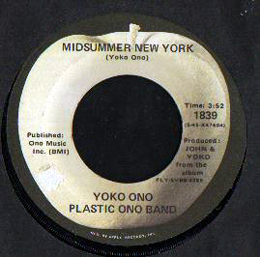 MIDSUMMER NEW YORK
(Yoko Ono)
Time: 3:52
1839
Published:
Ono Music
Inc. (BMI)
Produced:
JOHN &
YOKO
from the
album
YOKO ONO
PLASTIC ONO BAND